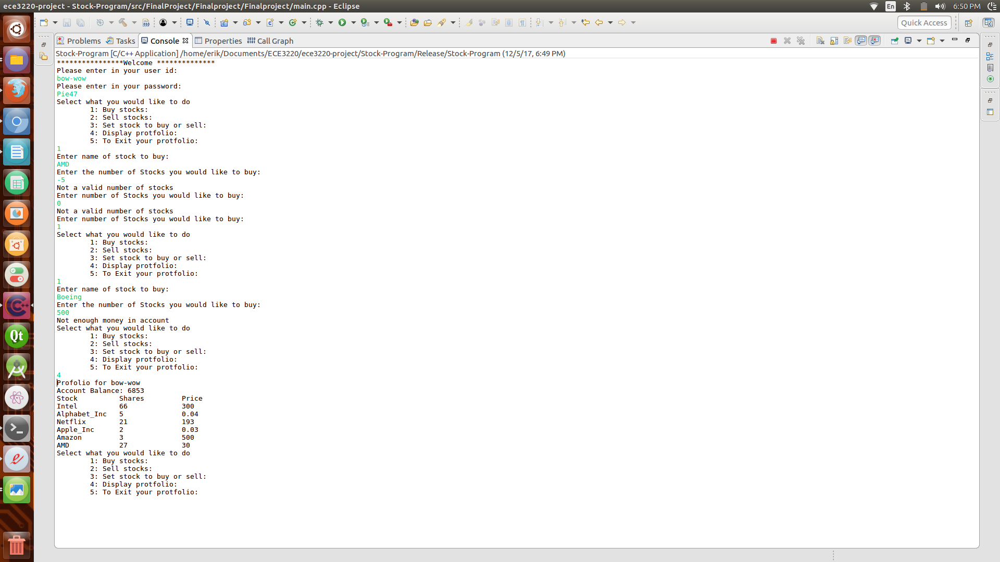 ece3220-project - Stock-Program/src/FinalProject/Finalproject/Finalproject/main.cpp - Eclipse
En
6:50 PM
Quick Access
Problems
Tasks
Console
Properties
Call Graph
Stock-Program [C/C++ Application] /home/erik/Documents/ECE3220/ece3220-project/Stock-Program/Release/Stock-Program (12/5/17, 6:49 PM)
****************Welcome **************
Please enter in your user id:
bow-wow
Please enter in your password:
Pie47
Select what you would like to do
1: Buy stocks:
2: Sell stocks:
3: Set stock to buy or sell:
4: Display protfolio:
5: To Exit your protfolio:
1
Enter name of stock to buy:
AMD
Enter the number of Stocks you would like to buy:
-5
Not a valid number of stocks
Enter number of Stocks you would like to buy:
0
Not a valid number of stocks
Enter number of Stocks you would like to buy:
1
Select what you would like to do
1: Buy stocks:
2: Sell stocks:
3: Set stock to buy or sell:
4: Display protfolio:
5: To Exit your protfolio:
1
Enter name of stock to buy:
Boeing
Enter the number of Stocks you would like to buy:
500
Not enough money in account
Select what you would like to do
1: Buy stocks:
2: Sell stocks:
3: Set stock to buy or sell:
4: Display protfolio:
5: To Exit your protfolio:
4
Profolio for bow-wow
Account Balance: 6853
Stock Shares Price
Intel 66 300
Alphabet_Inc 5 0.04
Netflix 21 193
Apple_Inc 2 0.03
Amazon 3 500
AMD 27 30
Select what you would like to do
1: Buy stocks:
2: Sell stocks:
3: Set stock to buy or sell:
4: Display protfolio:
5: To Exit your protfolio:
Qt